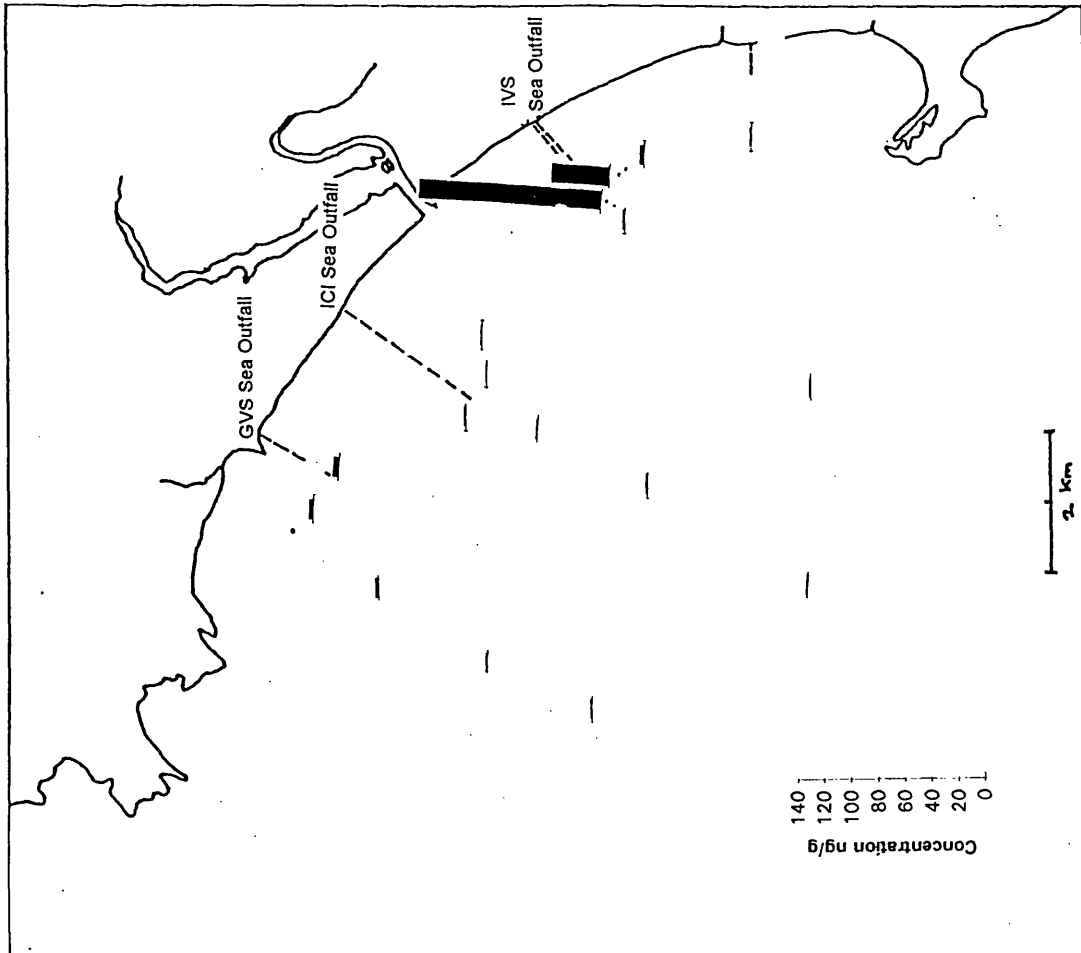 GVS Sea Outfall
ICI Sea Outfall
IVS
Sea Outfall
Concentration ng/g
140
120
100
80
60
40
20
0
2 km